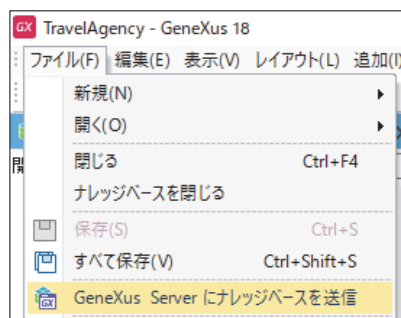 GX TravelAgency - GeneXus 18
ファイル(F) 編集(E) 表示(V) レイアウト(L) 追加(I)
新規(N)
開く(O)
閉じる Ctrl+F4
ナレッジベースを閉じる
保存(S) Ctrl+S
すべて保存(V) Ctrl+Shift+S
GeneXus Server にナレッジベースを送信